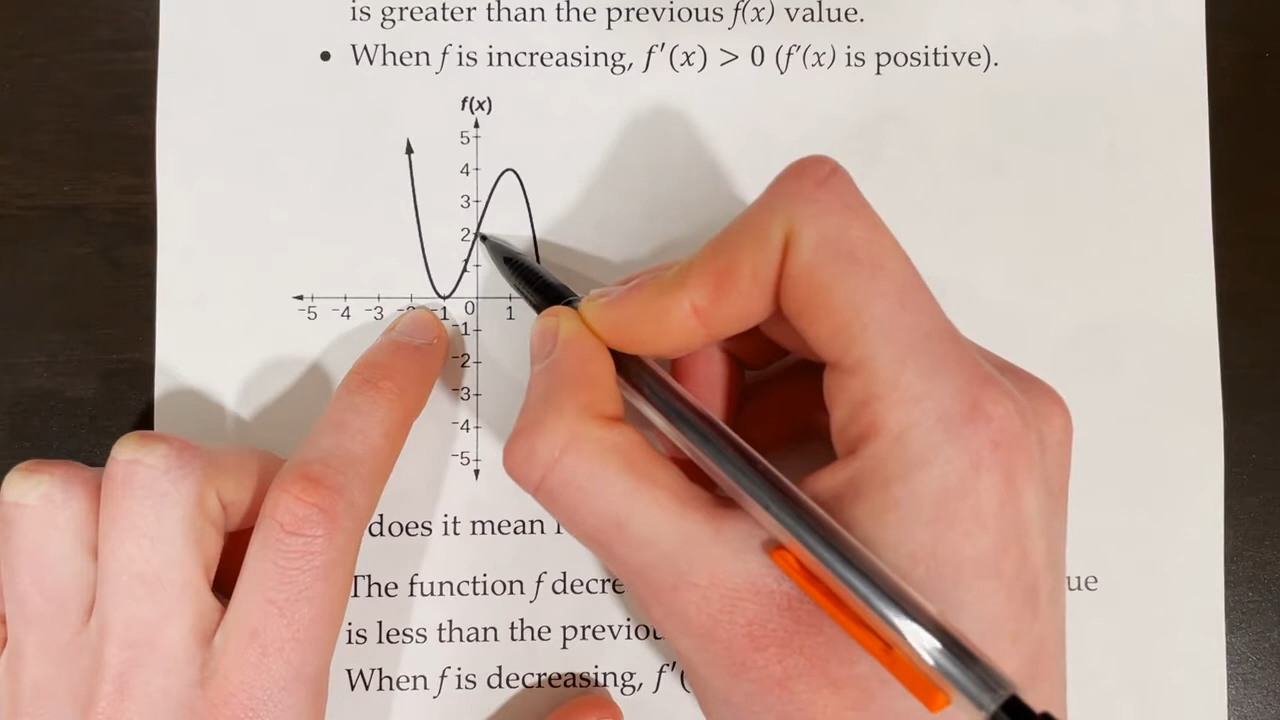 is greater than the previous f(x) value.
• When f is increasing, f′(x) > 0 (f′(x) is positive).
f(x)
5
4
3
2
1
-5 -4 -3 -2 -1 0 1
-1
-2
-3
-4
-5
does it mean
The function f decre ue
is less than the previou
When f is decreasing, f′(